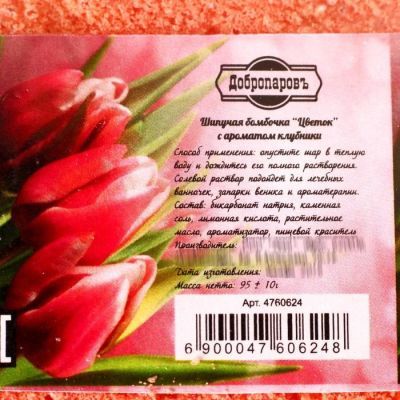 Добропаровъ
Шипучая бомбочка "Цветок"
с ароматом клубники
Способ применения: опустите шар в теплую
воду и дождитесь его полного растворения.
Солевой раствор подойдет для лечебных
ванночек, запарки веника и ароматерапии.
Состав: бикарбонат натрия, каменная
соль, лимонная кислота, растительное
масло, ароматизатор, пищевой краситель
Производитель:
Дата изготовления:
Масса нетто: 95 ± 10г
Арт. 4760624
6 900047 606248